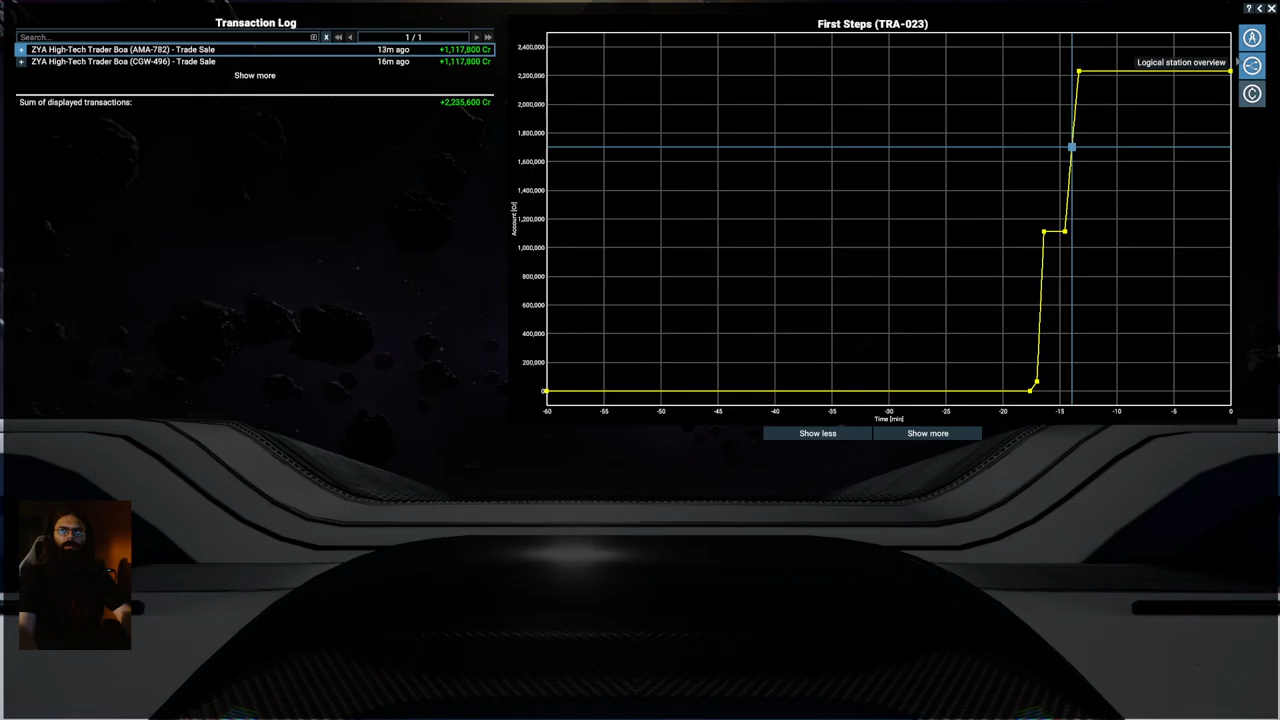 Transaction Log
Search...
x
1 / 1
+ ZYA High-Tech Trader Boa (AMA-782) - Trade Sale 13m ago +1,117,800 Cr
+ ZYA High-Tech Trader Boa (CGW-496) - Trade Sale 16m ago +1,117,800 Cr
Show more
Sum of displayed transactions: +2,235,600 Cr
First Steps (TRA-023)
? < X
Logical station overview
2,400,000
2,200,000
2,000,000
1,800,000
1,600,000
1,400,000
1,200,000
1,000,000
800,000
600,000
400,000
200,000
0
Account [Cr]
-60 -55 -50 -45 -40 -35 -30 -25 -20 -15 -10 -5 0
Time [min]
Show less Show more